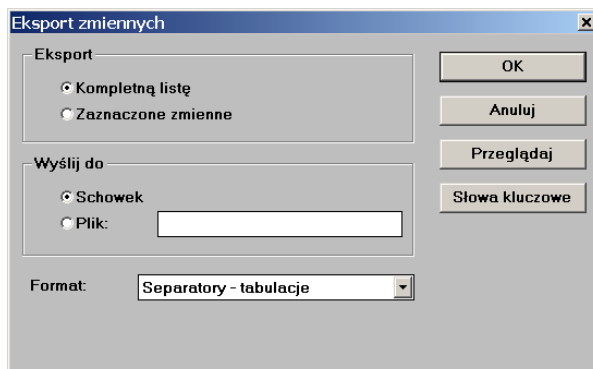 Eksport zmiennych
Eksport
Kompletną listę
Zaznaczone zmienne
Wyślij do
Schowek
Plik:
Format:
Separatory - tabulacje
OK
Anuluj
Przeglądaj
Słowa kluczowe